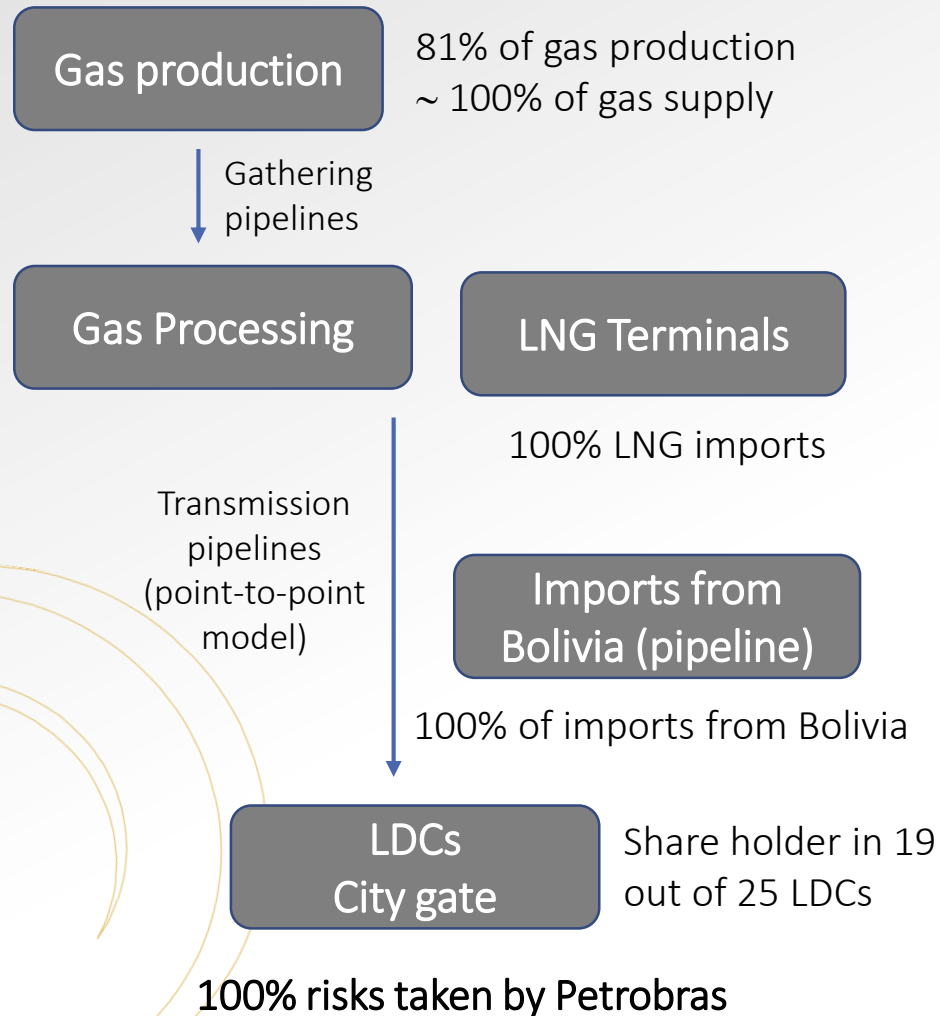 Gas production
81% of gas production
~ 100% of gas supply
Gathering
pipelines
Gas Processing
LNG Terminals
100% LNG imports
Transmission
pipelines
(point-to-point
model)
Imports from
Bolivia (pipeline)
100% of imports from Bolivia
LDCs
City gate
Share holder in 19
out of 25 LDCs
100% risks taken by Petrobras